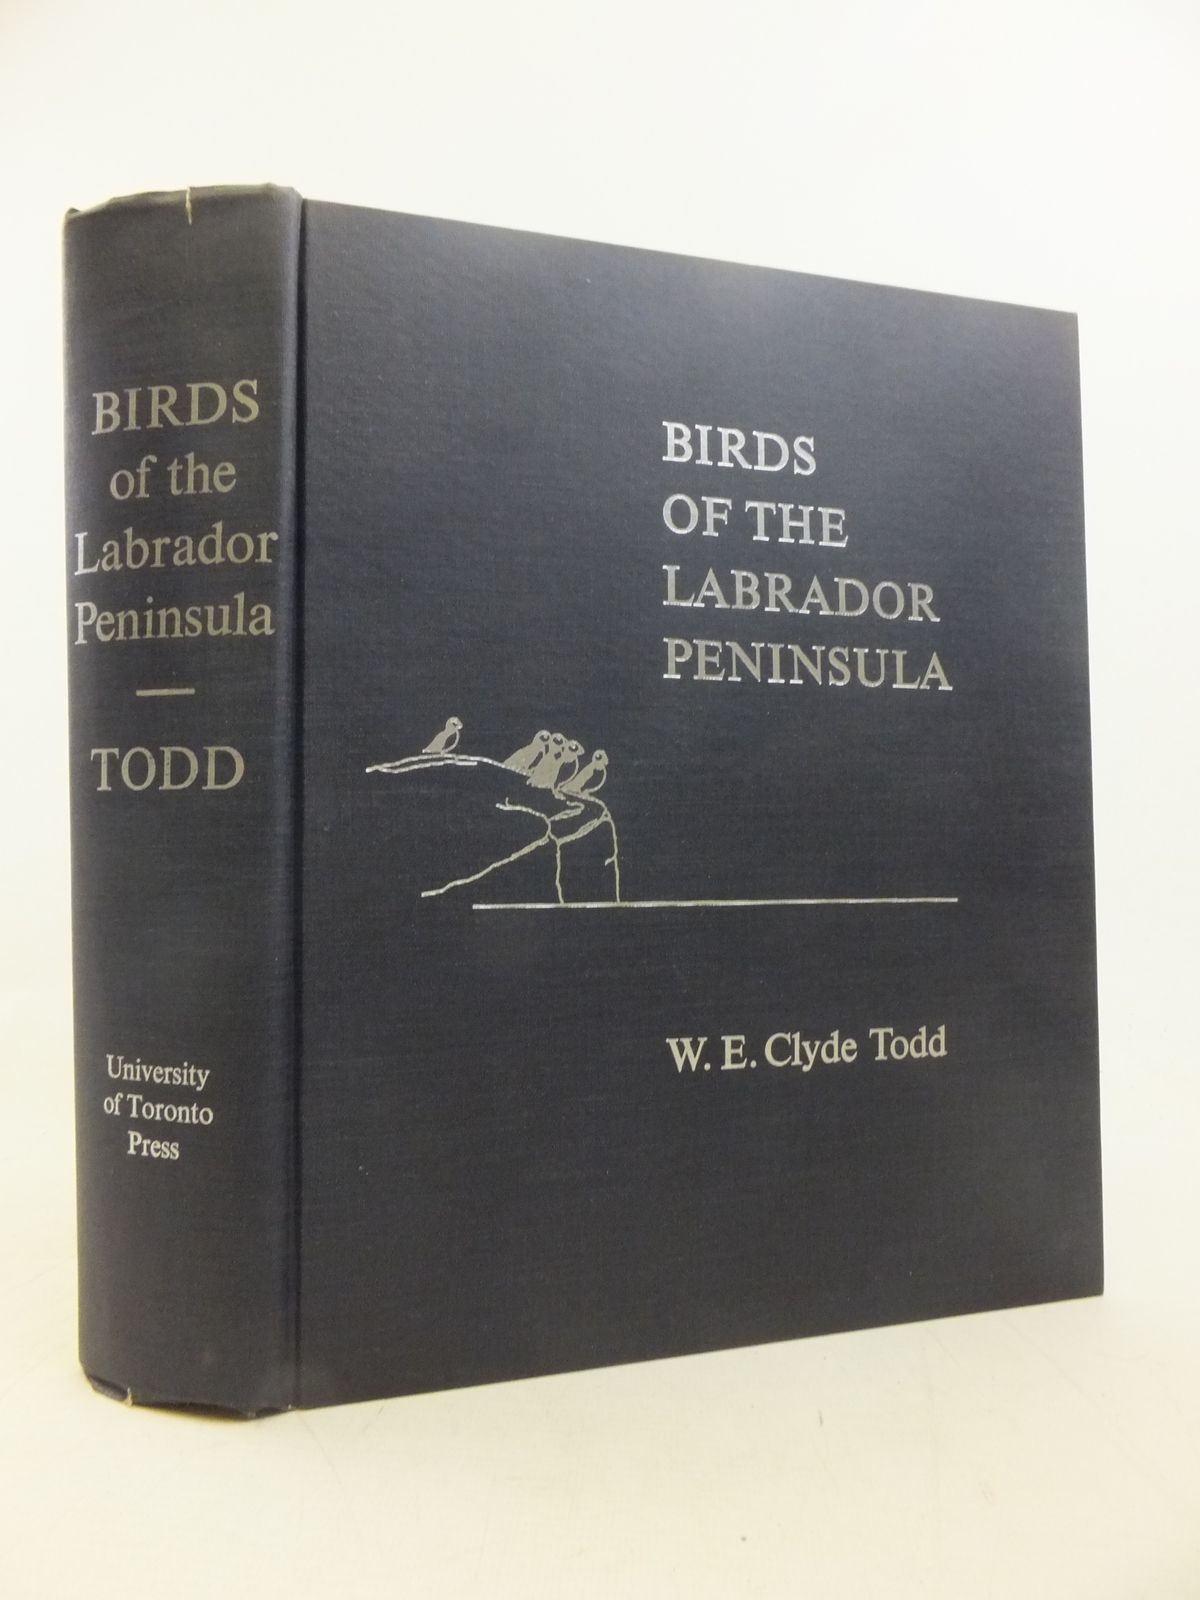 BIRDS
of the
Labrador
Peninsula
TODD
University
of Toronto
Press
BIRDS
OF THE
LABRADOR
PENINSULA
W. E. Clyde Todd